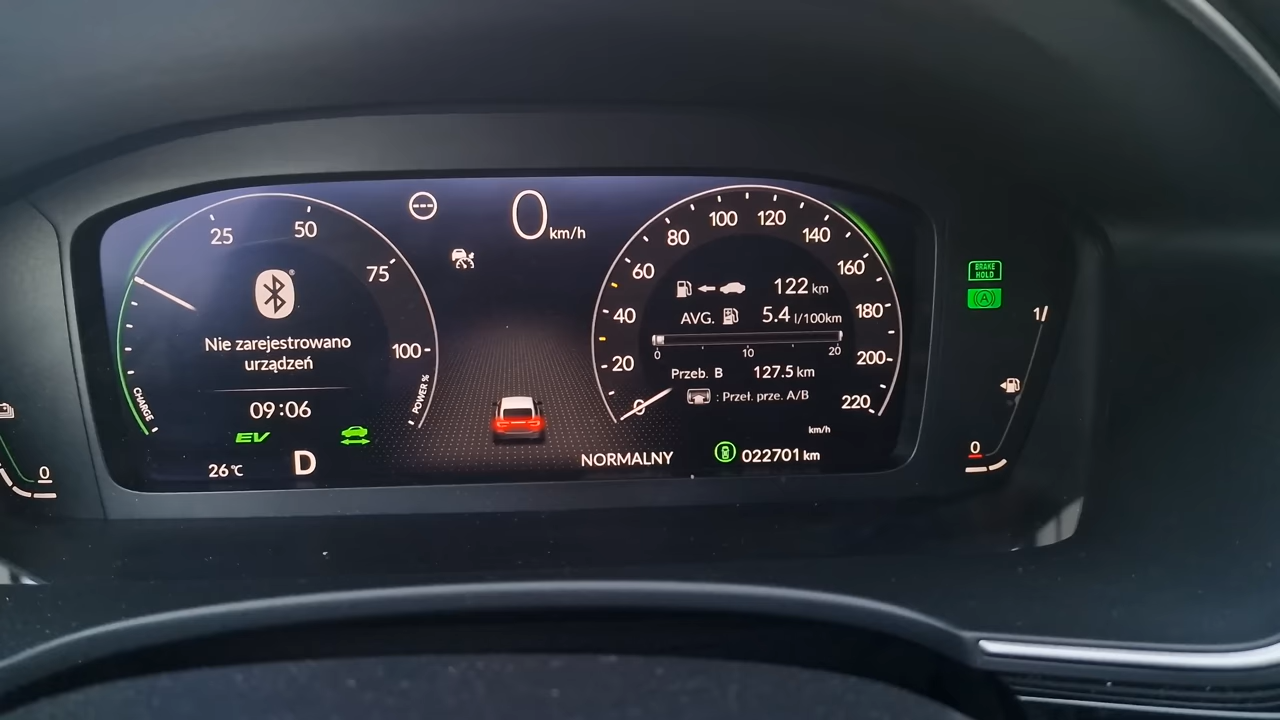 25
50
75
100
CHARGE
POWER %
Nie zarejestrowano
urządzeń
09:06
EV
26℃
D
0 km/h
NORMALNY
0
20
40
60
80
100
120
140
160
180
200
220
km/h
122 km
AVG. 5.4 l/100km
0 10 20
Przeb. B 127.5 km
: Przeł. prze. A/B
022701 km
BRAKE
HOLD
(A)
1/
0
0